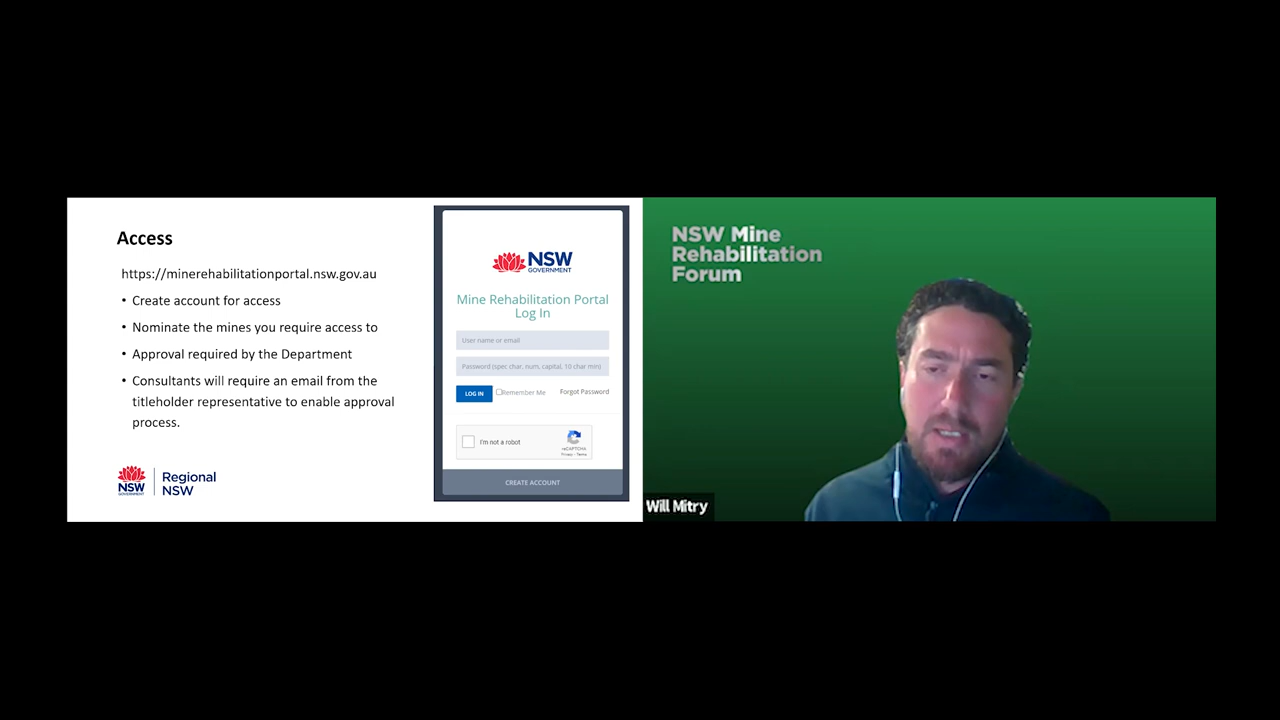 Access
https://minerehabilitationportal.nsw.gov.au
• Create account for access
• Nominate the mines you require access to
• Approval required by the Department
• Consultants will require an email from the
titleholder representative to enable approval
process.
NSW
GOVERNMENT
Regional
NSW
NSW
GOVERNMENT
Mine Rehabilitation Portal
Log In
User name or email
Password (spec char, num, capital, 10 char min)
LOG IN
Remember Me
Forgot Password
I'm not a robot
reCAPTCHA
Privacy - Terms
CREATE ACCOUNT
NSW Mine
Rehabilitation
Forum
Will Mitry